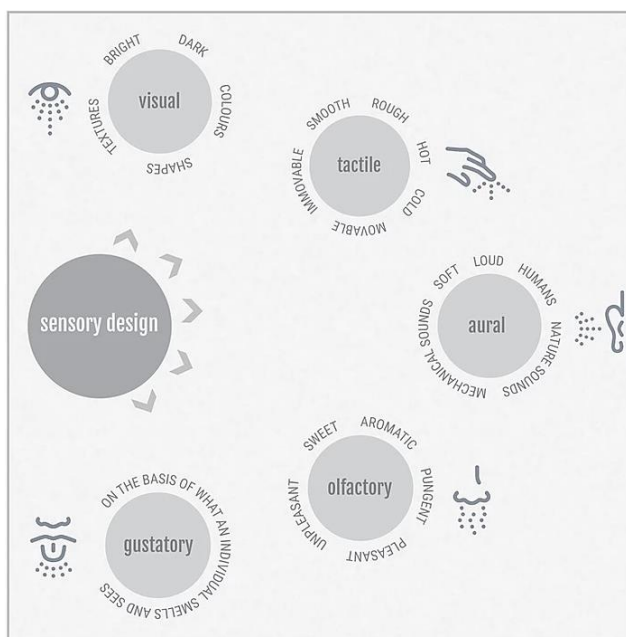 visual
BRIGHT
DARK
COLOURS
SHAPES
TEXTURES
tactile
SMOOTH
ROUGH
HOT
COLD
MOVABLE
IMMOVABLE
sensory design
aural
SOFT
LOUD
HUMANS
NATURE SOUNDS
MECHANICAL SOUNDS
olfactory
SWEET
AROMATIC
PUNGENT
PLEASANT
UNPLEASANT
gustatory
ON THE BASIS OF WHAT AN INDIVIDUAL SMELLS AND SEES